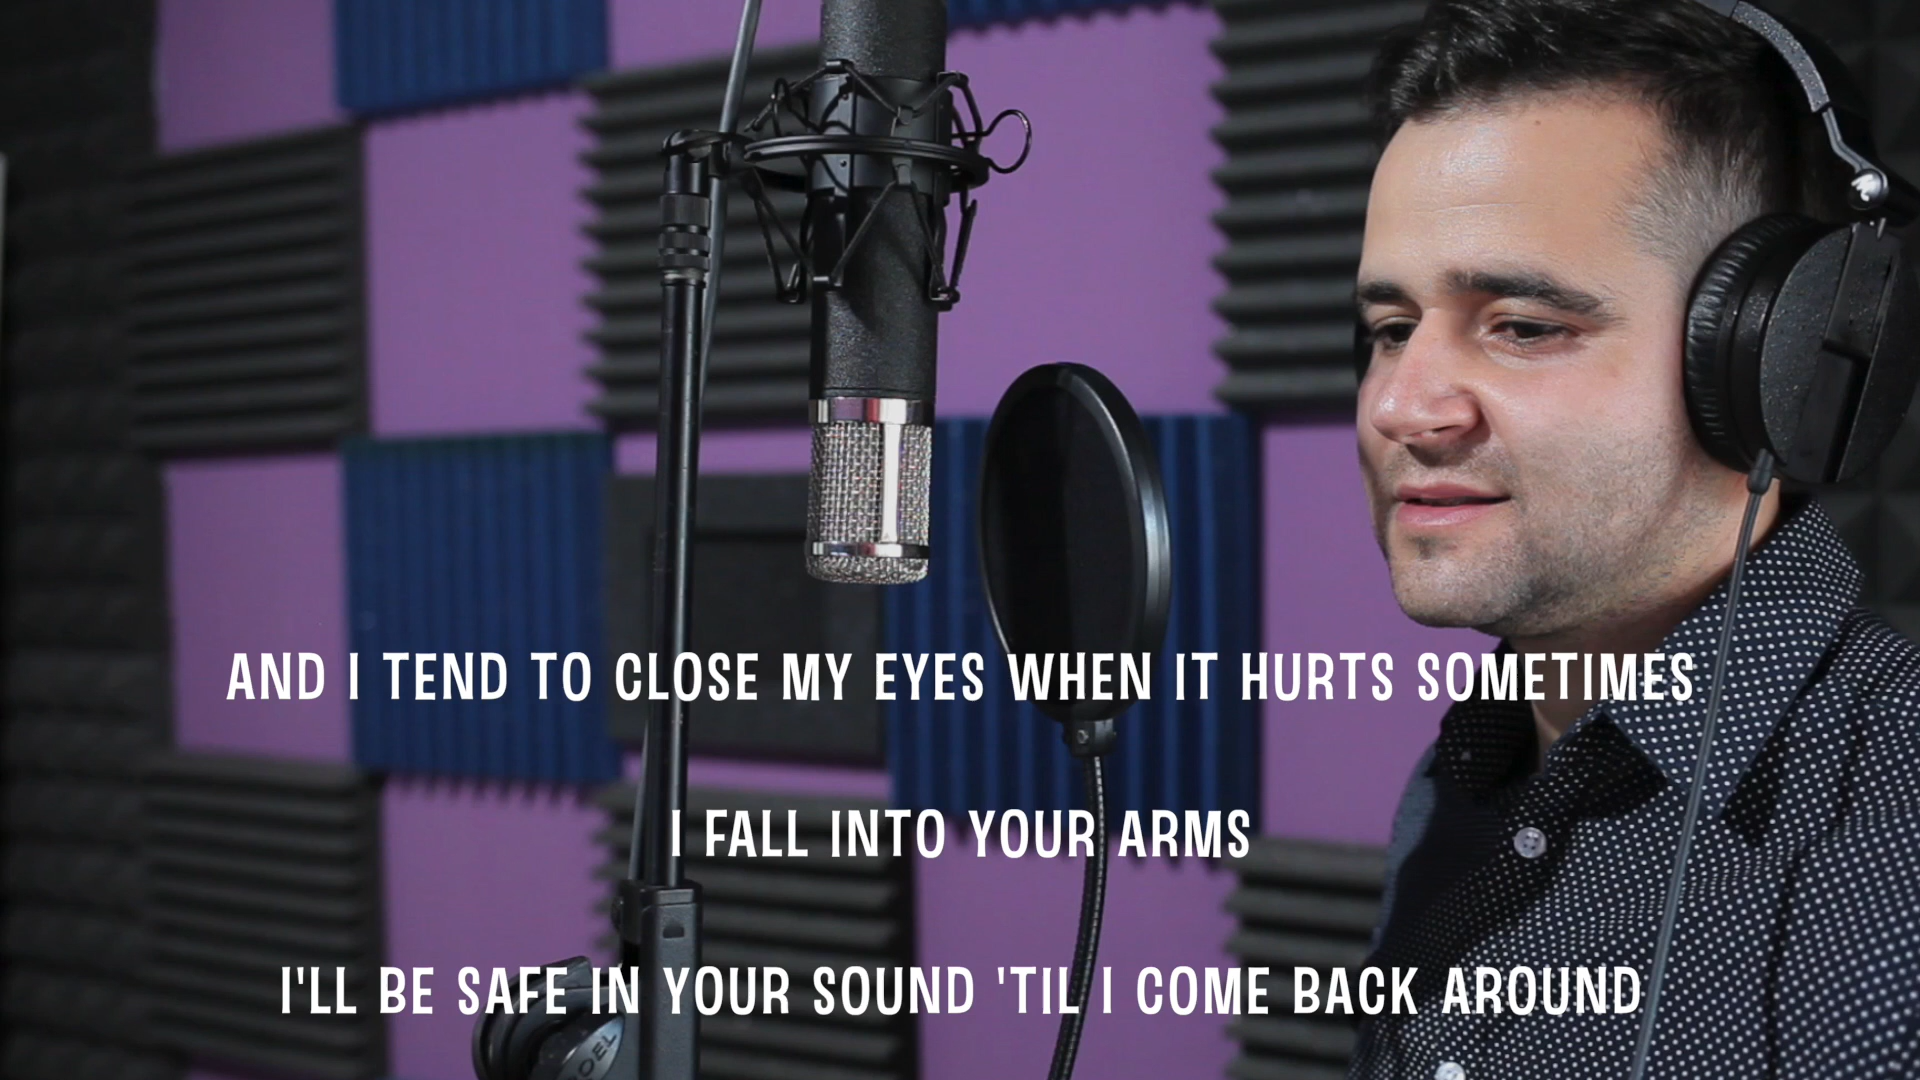 AND I TEND TO CLOSE MY EYES WHEN IT HURTS SOMETIMES
I FALL INTO YOUR ARMS
I'LL BE SAFE IN YOUR SOUND 'TIL I COME BACK AROUND